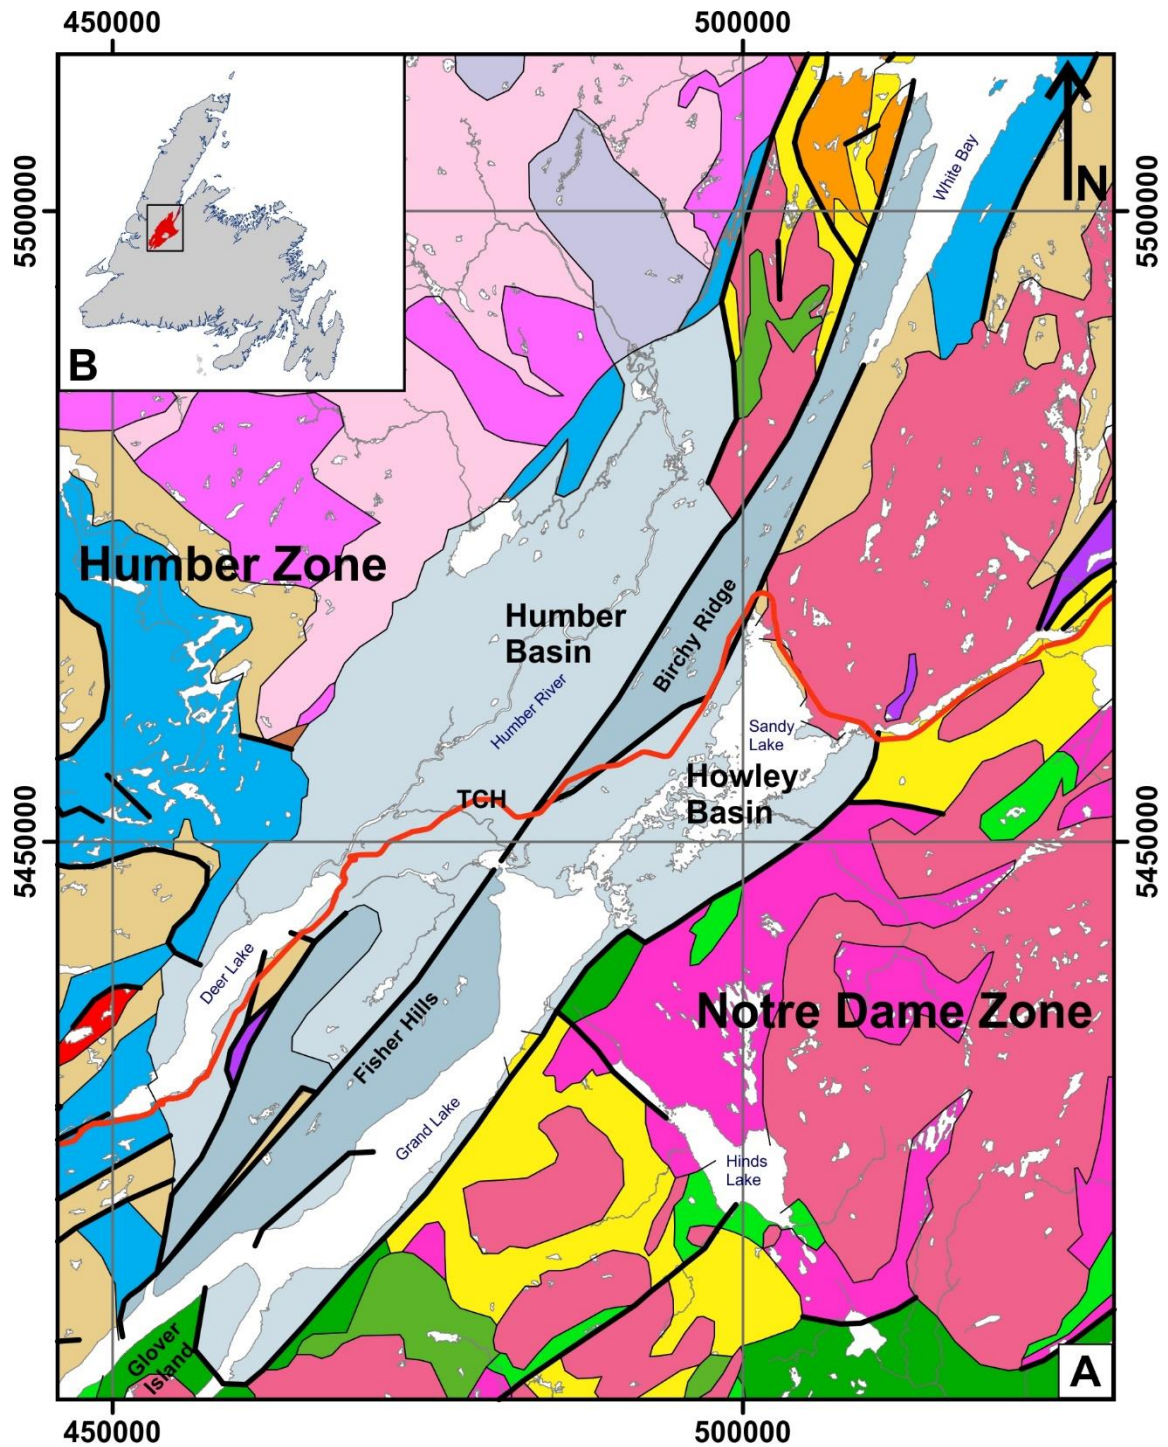 450000
500000
5500000
5500000
N
White Bay
B
Humber Zone
Humber
Basin
Birchy Ridge
Humber River
Sandy
Lake
Howley
Basin
TCH
5450000
5450000
Deer Lake
Fisher Hills
Notre Dame Zone
Grand Lake
Hinds
Lake
Glover
Island
A
450000
500000